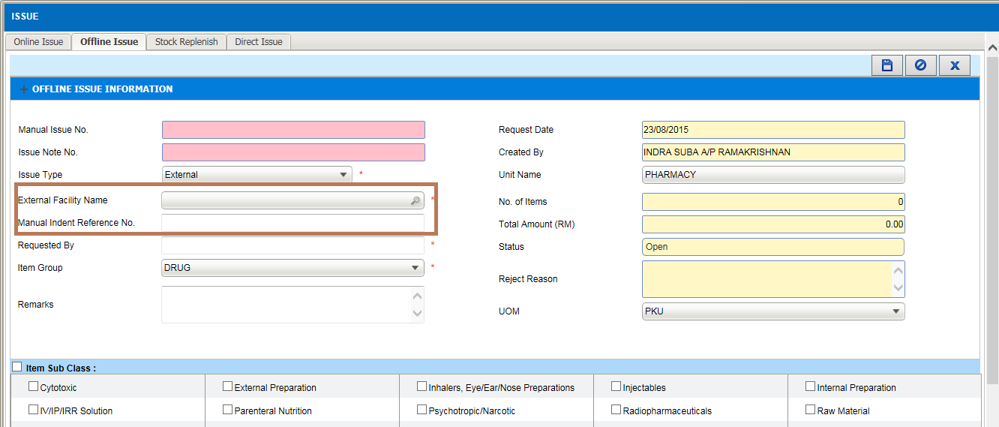 ISSUE
Online Issue Offline Issue Stock Replenish Direct Issue
X
+ OFFLINE ISSUE INFORMATION
Manual Issue No. Request Date 23/08/2015
Issue Note No. Created By INDRA SUBA A/P RAMAKRISHNAN
Issue Type External * Unit Name PHARMACY
External Facility Name * No. of Items 0
Manual Indent Reference No. Total Amount (RM) 0.00
Requested By * Status Open
Item Group DRUG * Reject Reason
Remarks UOM PKU
Item Sub Class :
Cytotoxic External Preparation Inhalers, Eye/Ear/Nose Preparations Injectables Internal Preparation
IV/IP/IRR Solution Parenteral Nutrition Psychotropic/Narcotic Radiopharmaceuticals Raw Material